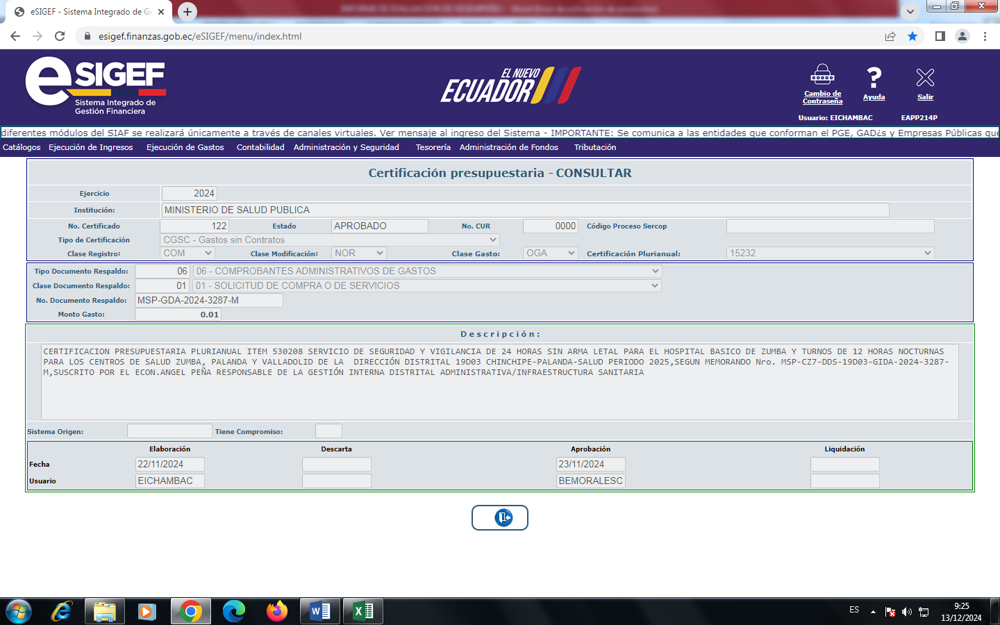 eSIGEF - Sistema Integrado de G
esigef.finanzas.gob.ec/eSIGEF/menu/index.html
eSIGEF
Sistema Integrado de
Gestión Financiera
EL NUEVO
ECUADOR
Cambio de
Contraseña
Ayuda
Salir
Usuario: EICHAMBAC
EAPP214P
diferentes módulos del SIAF se realizará únicamente a través de canales virtuales. Ver mensaje al ingreso del Sistema - IMPORTANTE: Se comunica a las entidades que conforman el PGE, GAD¿s y Empresas Públicas que
Catálogos Ejecución de Ingresos Ejecución de Gastos Contabilidad Administración y Seguridad Tesorería Administración de Fondos Tributación
Certificación presupuestaria - CONSULTAR
Ejercicio 2024
Institución: MINISTERIO DE SALUD PUBLICA
No. Certificado 122 Estado APROBADO No. CUR 0000 Código Proceso Sercop
Tipo de Certificación CGSC - Gastos sin Contratos
Clase Registro: COM Clase Modificación: NOR Clase Gasto: OGA Certificación Plurianual: 15232
Tipo Documento Respaldo: 06 06 - COMPROBANTES ADMINISTRATIVOS DE GASTOS
Clase Documento Respaldo: 01 01 - SOLICITUD DE COMPRA O DE SERVICIOS
No. Documento Respaldo: MSP-GDA-2024-3287-M
Monto Gasto: 0.01
Descripción:
CERTIFICACION PRESUPUESTARIA PLURIANUAL ITEM 530208 SERVICIO DE SEGURIDAD Y VIGILANCIA DE 24 HORAS SIN ARMA LETAL PARA EL HOSPITAL BASICO DE ZUMBA Y TURNOS DE 12 HORAS NOCTURNAS
PARA LOS CENTROS DE SALUD ZUMBA, PALANDA Y VALLADOLID DE LA DIRECCIÓN DISTRITAL 19D03 CHINCHIPE-PALANDA-SALUD PERIODO 2025,SEGUN MEMORANDO Nro. MSP-CZ7-DDS-19D03-GIDA-2024-3287-
M,SUSCRITO POR EL ECON.ANGEL PEÑA RESPONSABLE DE LA GESTIÓN INTERNA DISTRITAL ADMINISTRATIVA/INFRAESTRUCTURA SANITARIA
Sistema Origen: Tiene Compromiso:
Elaboración Descarta Aprobación Liquidación
Fecha 22/11/2024 23/11/2024
Usuario EICHAMBAC BEMORALESC
ES
9:25
13/12/2024